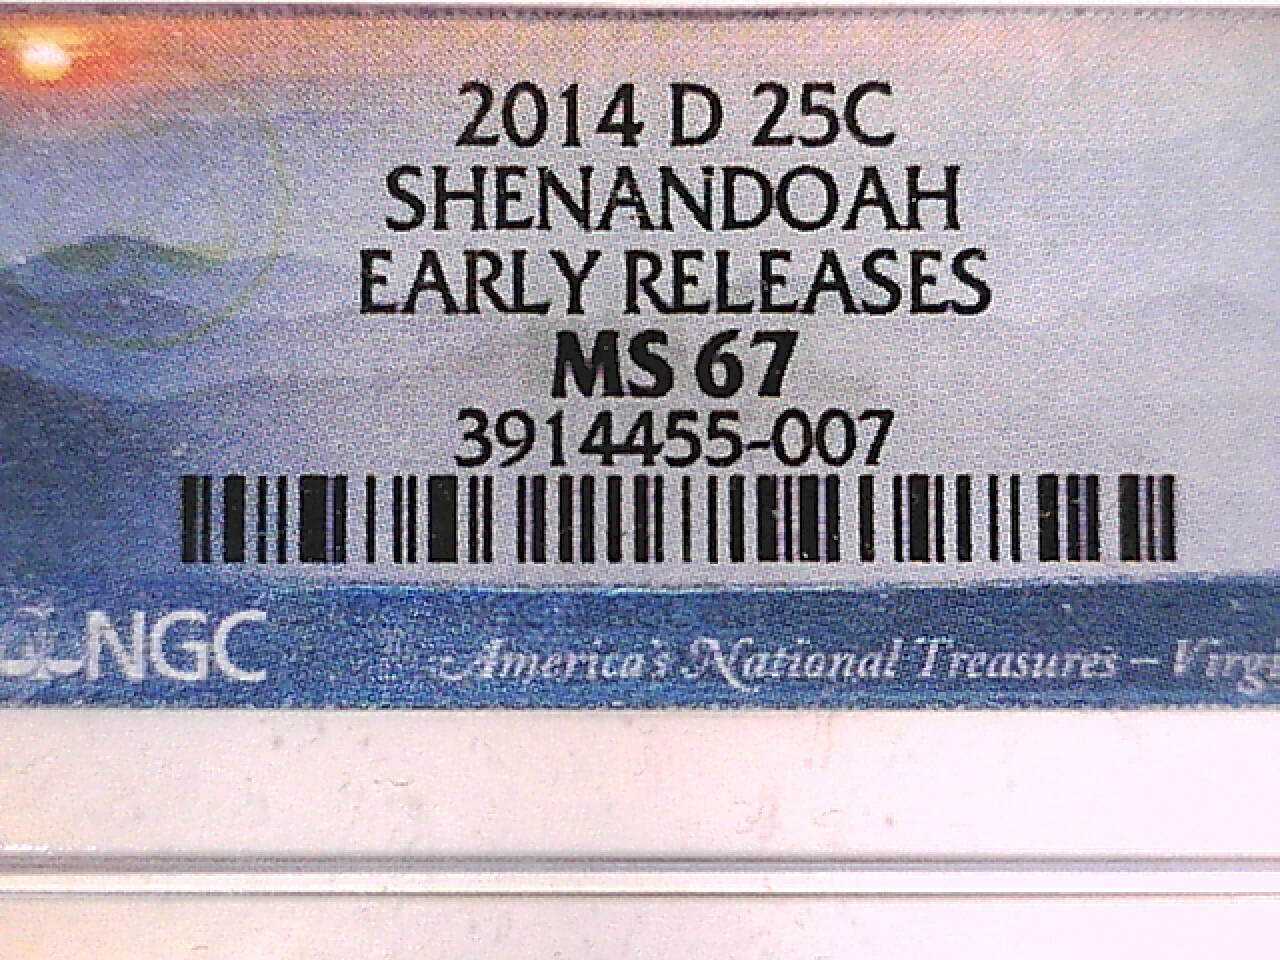 2014 D 25C
SHENANDOAH
EARLY RELEASES
MS 67
3914455-007
NGC
America's National Treasures –